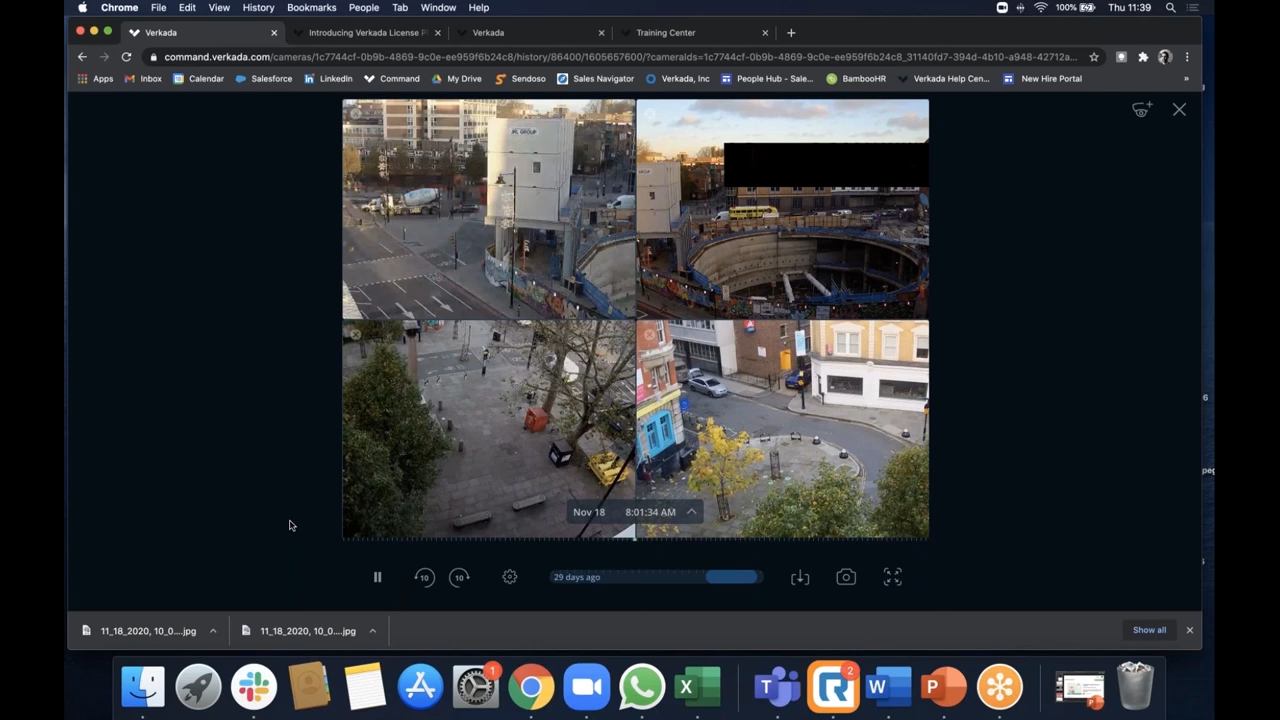 Chrome File Edit View History Bookmarks People Tab Window Help 100% Thu 11:39
Verkada Introducing Verkada License P Verkada Training Center
command.verkada.com/cameras/1c7744cf-0b9b-4869-9c0e-ee959f6b24c8/history/86400/1605657600/?cameraIds=1c7744cf-0b9b-4869-9c0e-ee959f6b24c8_31140fd7-394d-4b10-a948-42712a...
Apps Inbox Calendar Salesforce LinkedIn Command My Drive Sendoso Sales Navigator Verkada, Inc People Hub - Sale... BambooHR Verkada Help Cen... New Hire Portal »
GROUP
Nov 18 8:01:34 AM
10 10 29 days ago
11_18_2020, 10_0....jpg 11_18_2020, 10_0....jpg Show all
1 X T 2 W P